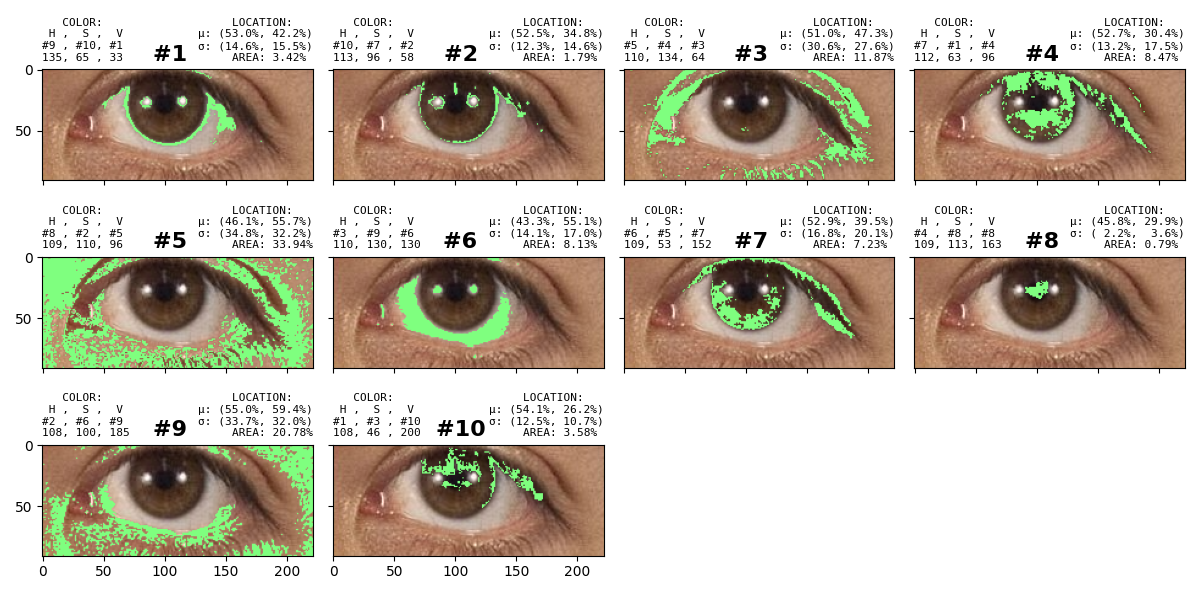 COLOR: LOCATION:
H , S , V μ: (53.0%, 42.2%)
#9 , #10, #1 #1 σ: (14.6%, 15.5%)
135, 65 , 33 AREA: 3.42%
COLOR: LOCATION:
H , S , V μ: (52.5%, 34.8%)
#10, #7 , #2 #2 σ: (12.3%, 14.6%)
113, 96 , 58 AREA: 1.79%
COLOR: LOCATION:
H , S , V μ: (51.0%, 47.3%)
#5 , #4 , #3 #3 σ: (30.6%, 27.6%)
110, 134, 64 AREA: 11.87%
COLOR: LOCATION:
H , S , V μ: (52.7%, 30.4%)
#7 , #1 , #4 #4 σ: (13.2%, 17.5%)
112, 63 , 96 AREA: 8.47%
0
50
COLOR: LOCATION:
H , S , V μ: (46.1%, 55.7%)
#8 , #2 , #5 #5 σ: (34.8%, 32.2%)
109, 110, 96 AREA: 33.94%
COLOR: LOCATION:
H , S , V μ: (43.3%, 55.1%)
#3 , #9 , #6 #6 σ: (14.1%, 17.0%)
110, 130, 130 AREA: 8.13%
COLOR: LOCATION:
H , S , V μ: (52.9%, 39.5%)
#6 , #5 , #7 #7 σ: (16.8%, 20.1%)
109, 53 , 152 AREA: 7.23%
COLOR: LOCATION:
H , S , V μ: (45.8%, 29.9%)
#4 , #8 , #8 #8 σ: ( 2.2%, 3.6%)
109, 113, 163 AREA: 0.79%
0
50
COLOR: LOCATION:
H , S , V μ: (55.0%, 59.4%)
#2 , #6 , #9 #9 σ: (33.7%, 32.0%)
108, 100, 185 AREA: 20.78%
COLOR: LOCATION:
H , S , V μ: (54.1%, 26.2%)
#1 , #3 , #10 #10 σ: (12.5%, 10.7%)
108, 46 , 200 AREA: 3.58%
0
50
0 50 100 150 200
0 50 100 150 200